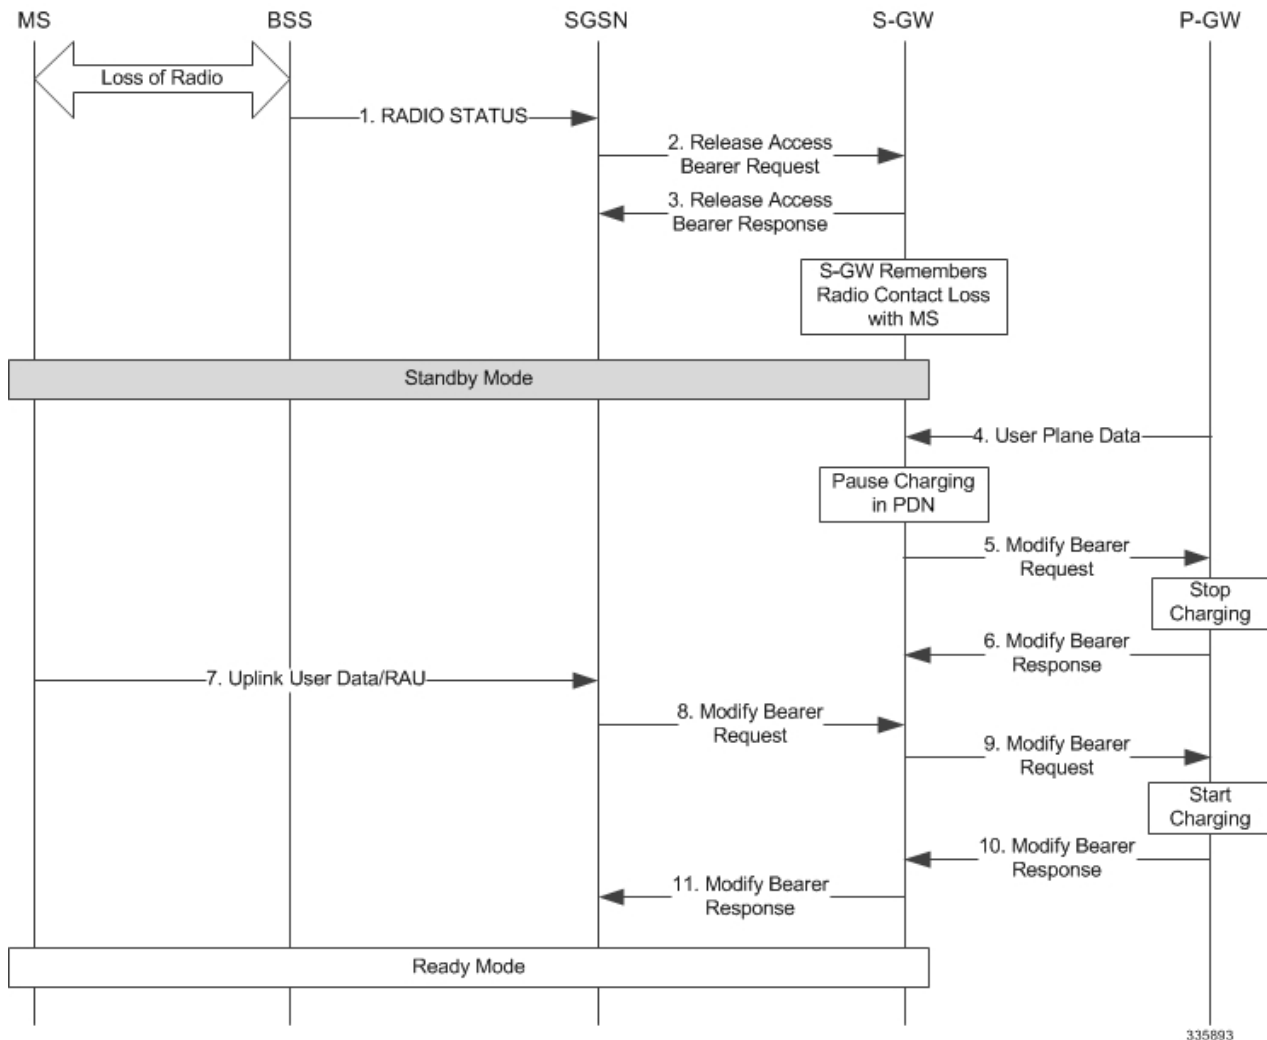 MS BSS SGSN S-GW P-GW
Loss of Radio
1. RADIO STATUS
2. Release Access
Bearer Request
3. Release Access
Bearer Response
S-GW Remembers
Radio Contact Loss
with MS
Standby Mode
4. User Plane Data
Pause Charging
in PDN
5. Modify Bearer
Request
Stop
Charging
6. Modify Bearer
Response
7. Uplink User Data/RAU
8. Modify Bearer
Request
9. Modify Bearer
Request
Start
Charging
10. Modify Bearer
Response
11. Modify Bearer
Response
Ready Mode
335893